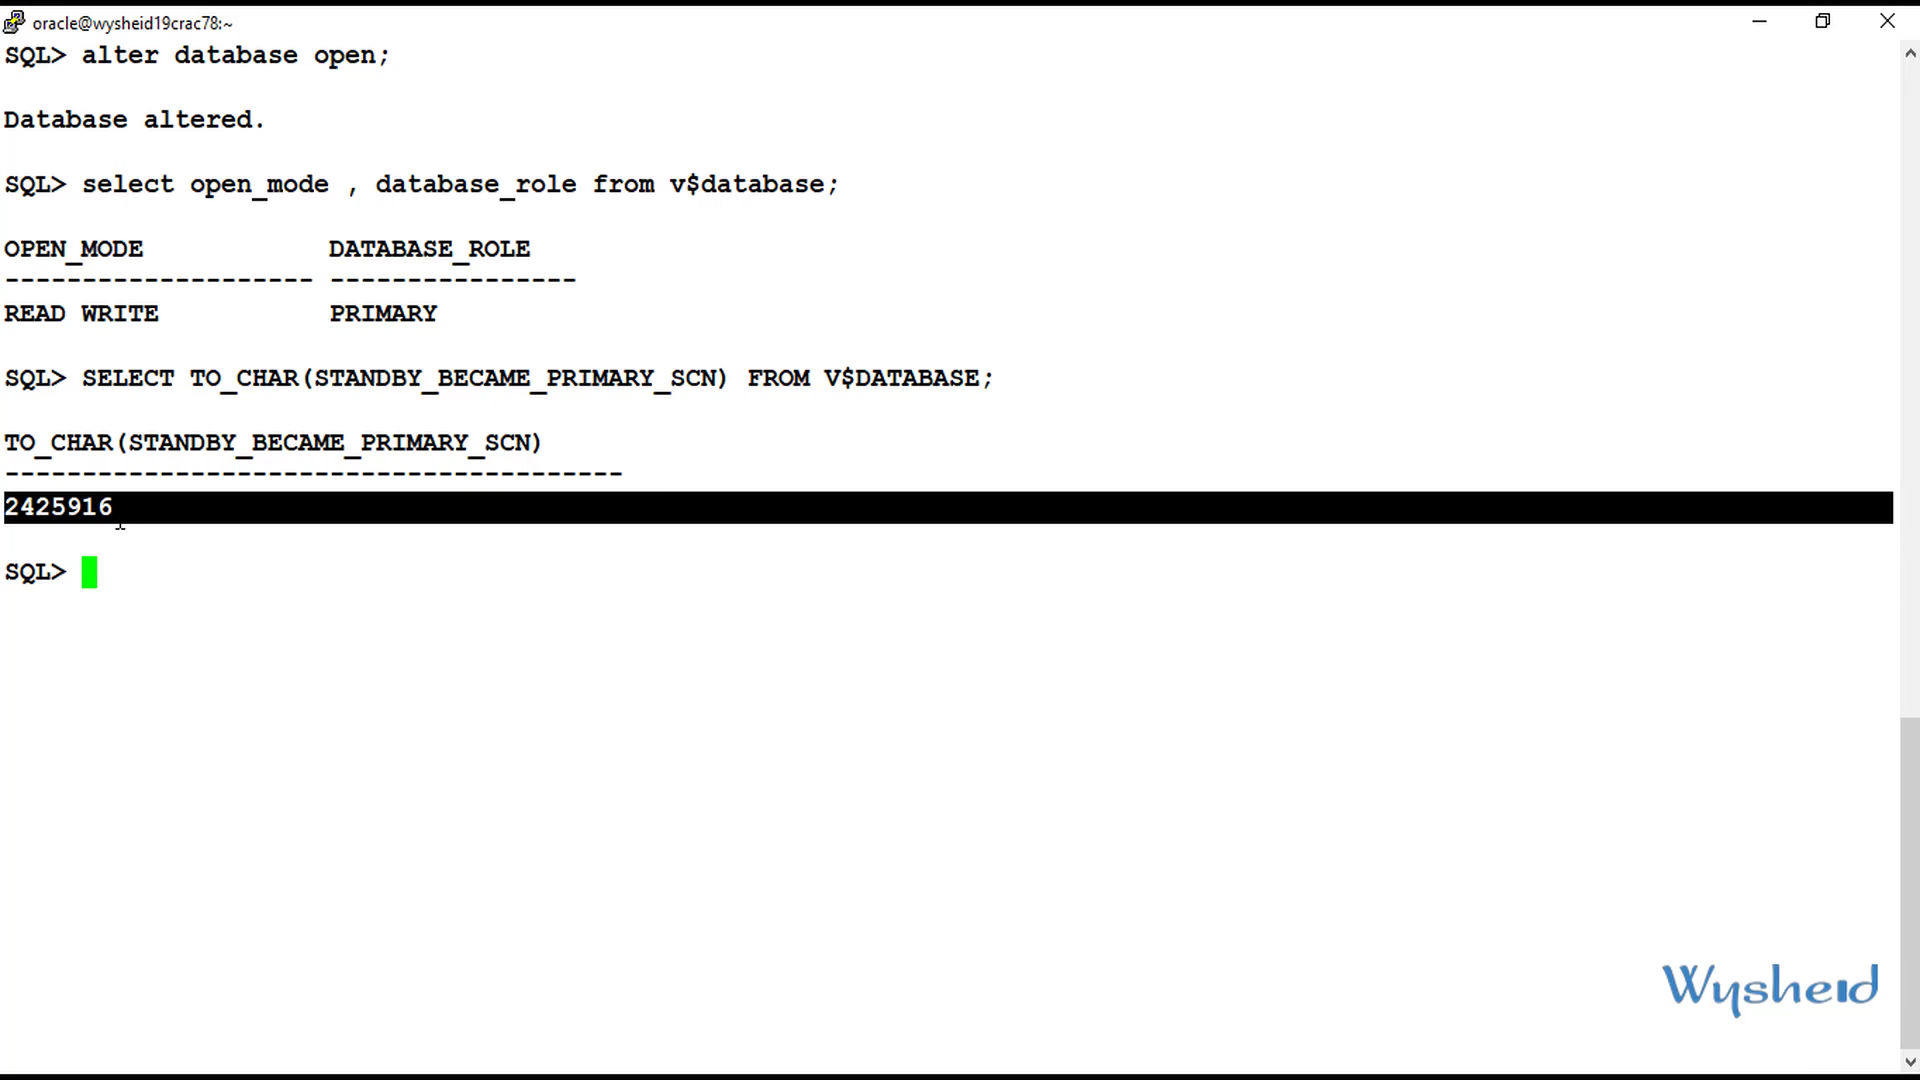 oracle@wysheid19crac78:~
SQL> alter database open;
Database altered.
SQL> select open_mode , database_role from v$database;
OPEN_MODE            DATABASE_ROLE
-------------------- ----------------
READ WRITE           PRIMARY
SQL> SELECT TO_CHAR(STANDBY_BECAME_PRIMARY_SCN) FROM V$DATABASE;
TO_CHAR(STANDBY_BECAME_PRIMARY_SCN)
----------------------------------------
2425916
SQL>
Wysheid